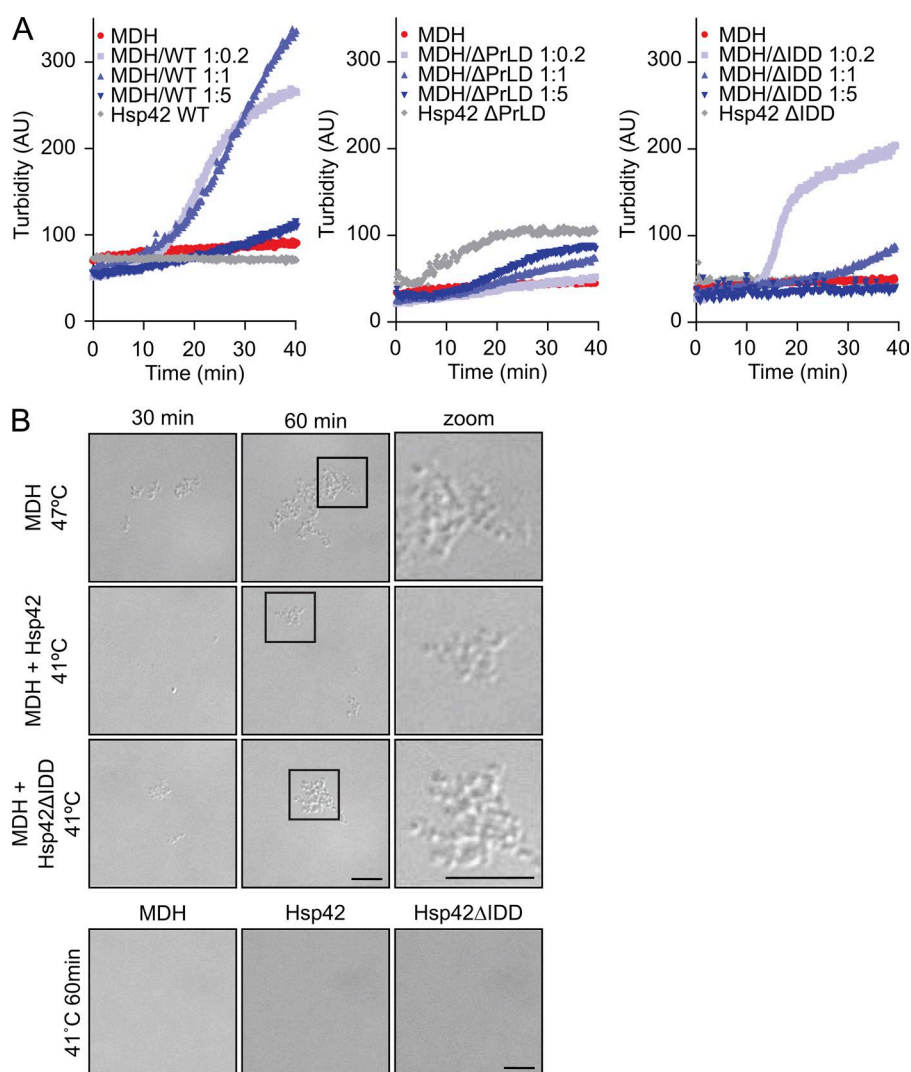 A
Turbidity (AU)
300
200
100
0
MDH
MDH/WT 1:0.2
MDH/WT 1:1
MDH/WT 1:5
Hsp42 WT
0 10 20 30 40
Time (min)
Turbidity (AU)
300
200
100
0
MDH
MDH/ΔPrLD 1:0.2
MDH/ΔPrLD 1:1
MDH/ΔPrLD 1:5
Hsp42 ΔPrLD
0 10 20 30 40
Time (min)
Turbidity (AU)
300
200
100
0
MDH
MDH/ΔIDD 1:0.2
MDH/ΔIDD 1:1
MDH/ΔIDD 1:5
Hsp42 ΔIDD
0 10 20 30 40
Time (min)
B
30 min 60 min zoom
MDH
47ºC
MDH + Hsp42
41ºC
MDH +
Hsp42ΔIDD
41ºC
MDH Hsp42 Hsp42ΔIDD
41˚C 60min